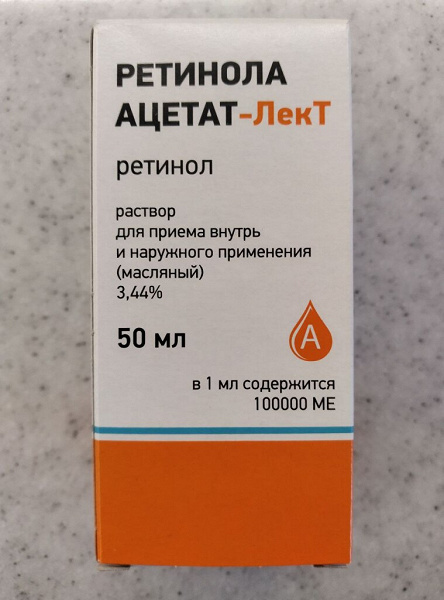 РЕТИНОЛА
АЦЕТАТ-ЛекТ
ретинол
раствор
для приема внутрь
и наружного применения
(масляный)
3,44%
50 мл
А
в 1 мл содержится
100000 МЕ